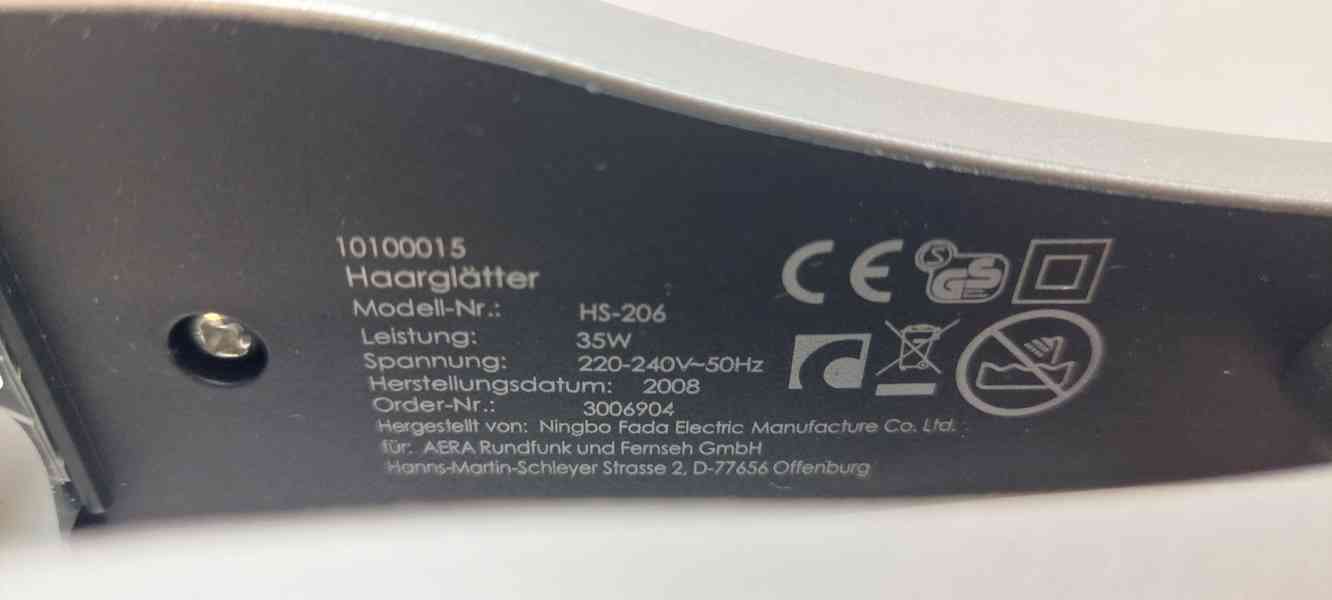 10100015
Haarglätter
Modell-Nr.: HS-206
Leistung: 35W
Spannung: 220-240V~50Hz
Herstellungsdatum: 2008
Order-Nr.: 3006904
Hergestellt von: Ningbo Fada Electric Manufacture Co. Ltd.
für: AERA Rundfunk und Fernseh GmbH
Hanns-Martin-Schleyer Strasse 2, D-77656 Offenburg
CE S GS